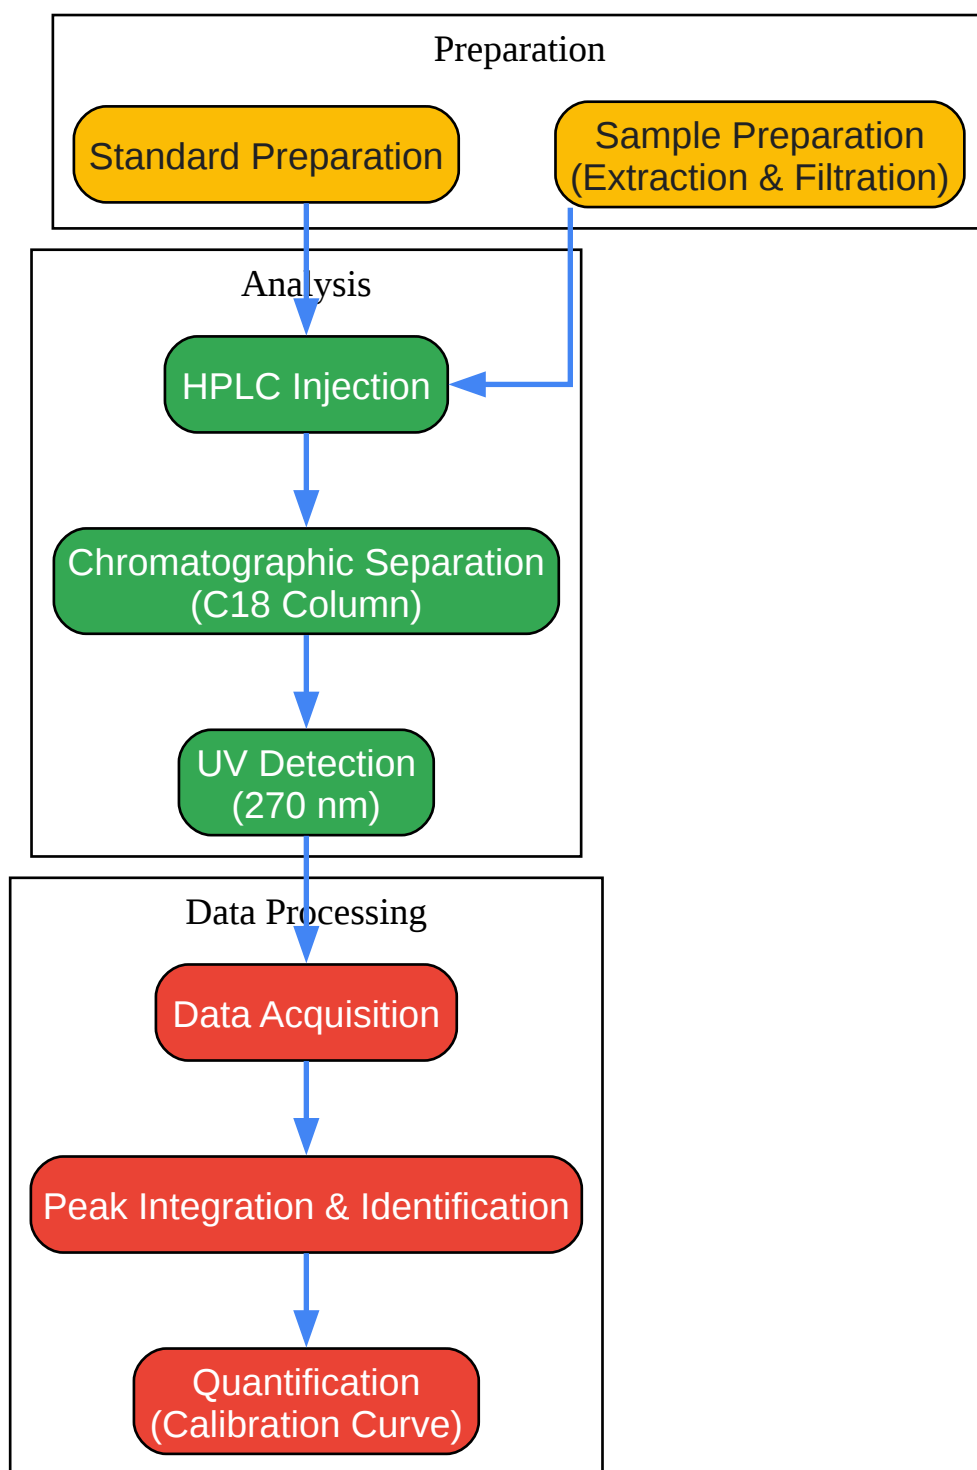 Preparation
Standard Preparation
Sample Preparation
(Extraction & Filtration)
Analysis
HPLC Injection
Chromatographic Separation
(C18 Column)
UV Detection
(270 nm)
Data Processing
Data Acquisition
Peak Integration & Identification
Quantification
(Calibration Curve)